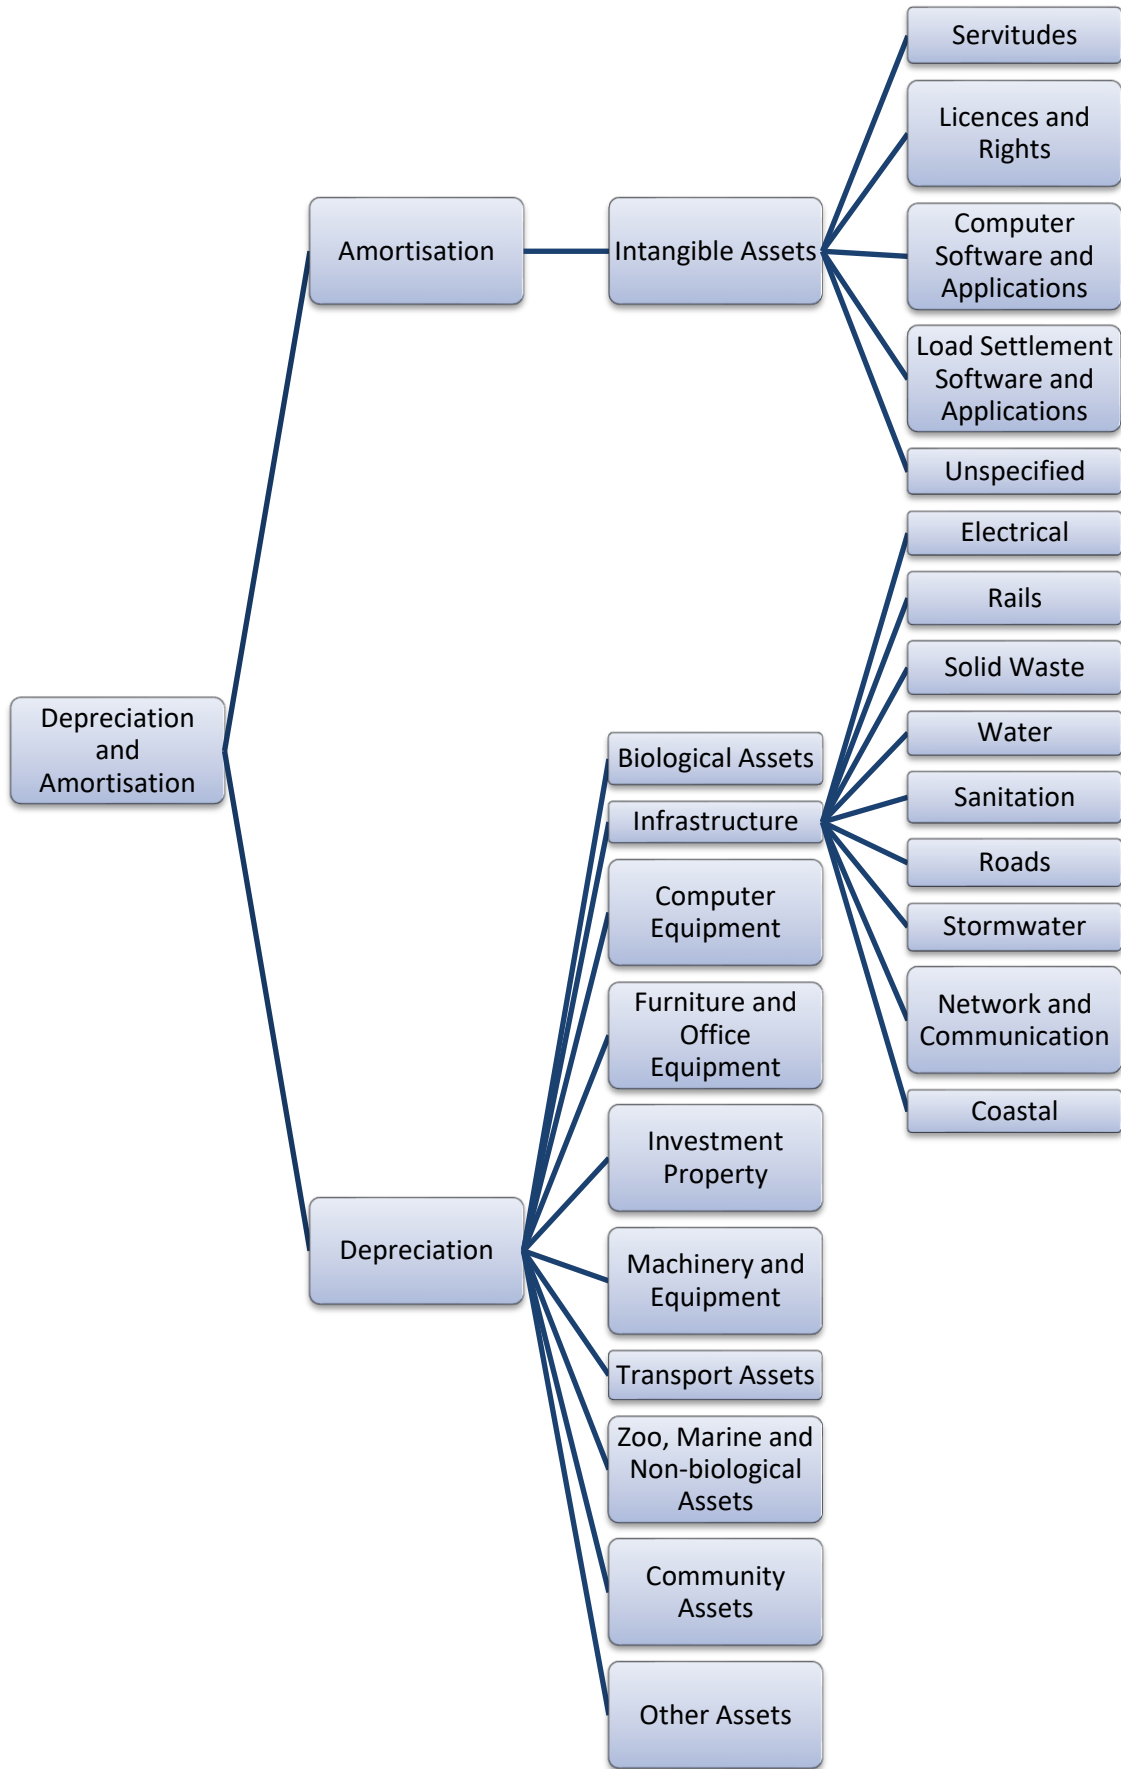 Depreciation
and
Amortisation
Amortisation
Intangible Assets
Servitudes
Licences and
Rights
Computer
Software and
Applications
Load Settlement
Software and
Applications
Unspecified
Depreciation
Biological Assets
Infrastructure
Electrical
Rails
Solid Waste
Water
Sanitation
Roads
Stormwater
Network and
Communication
Coastal
Computer
Equipment
Furniture and
Office
Equipment
Investment
Property
Machinery and
Equipment
Transport Assets
Zoo, Marine and
Non-biological
Assets
Community
Assets
Other Assets